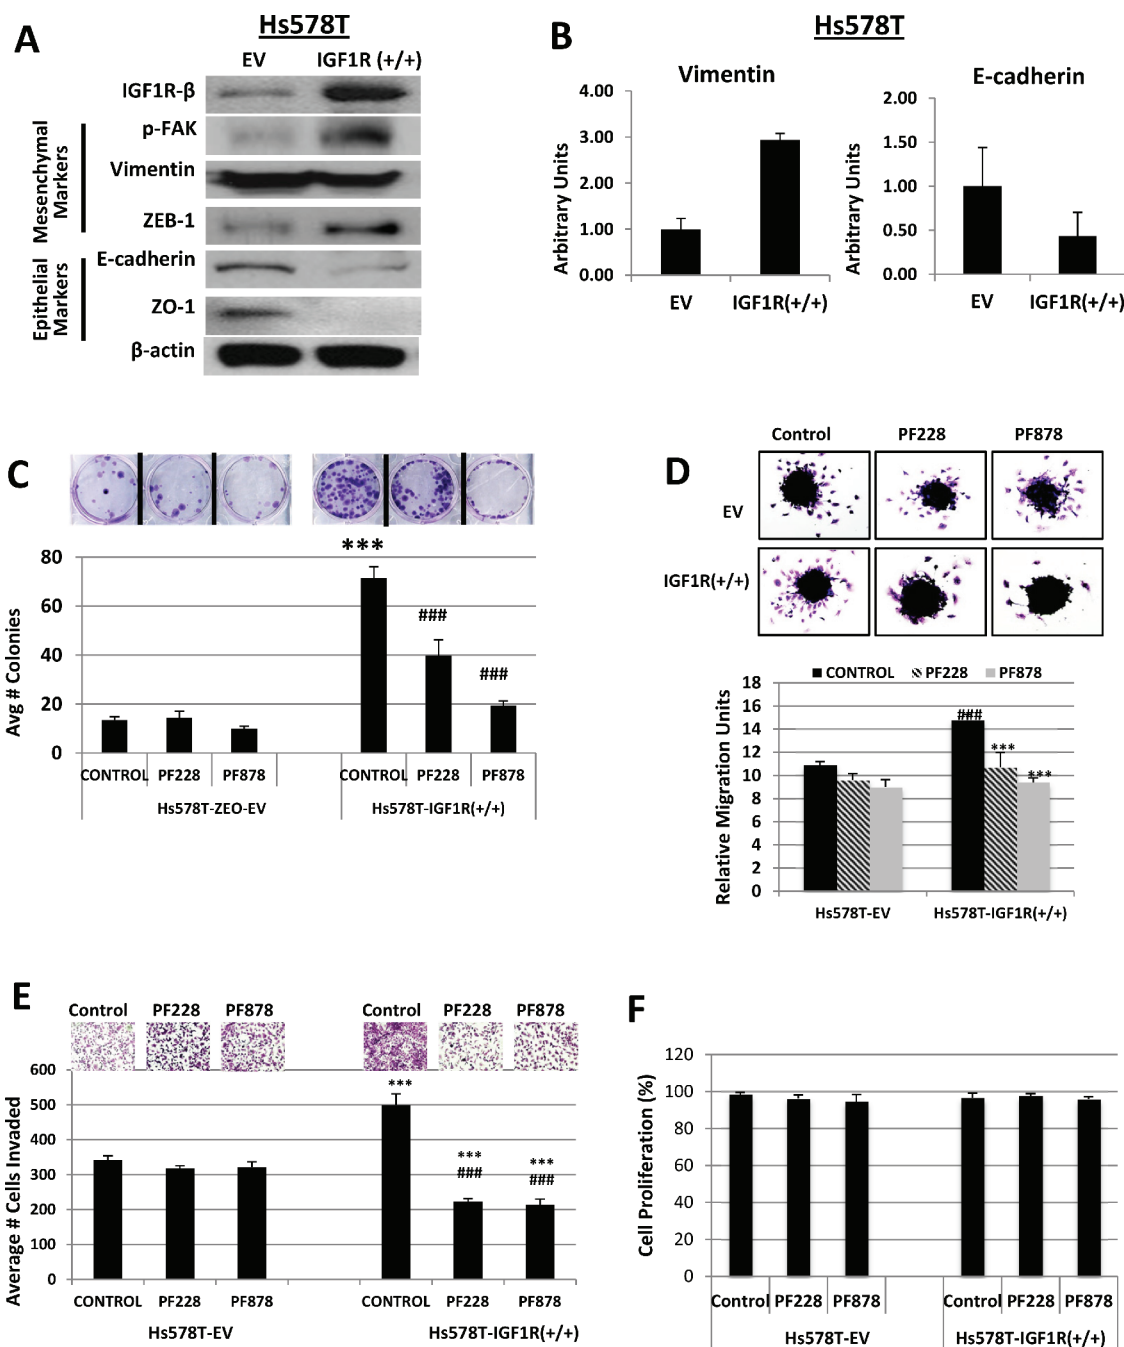 A
Hs578T
EV IGF1R (+/+)
IGF1R-β
p-FAK
Vimentin
ZEB-1
E-cadherin
ZO-1
β-actin
Mesenchymal
Markers
Epithelial
Markers
B
Hs578T
Vimentin
Arbitrary Units
4.00
3.00
2.00
1.00
0.00
EV IGF1R(+/+)
E-cadherin
Arbitrary Units
2.00
1.50
1.00
0.50
0.00
EV IGF1R(+/+)
C
Avg # Colonies
80
60
40
20
0
***
###
###
CONTROL PF228 PF878 CONTROL PF228 PF878
Hs578T-ZEO-EV Hs578T-IGF1R(+/+)
D
Control PF228 PF878
EV
IGF1R(+/+)
CONTROL PF228 PF878
Relative Migration Units
18
16
14
12
10
8
6
4
2
0
###
***
***
Hs578T-EV Hs578T-IGF1R(+/+)
E
Control PF228 PF878 Control PF228 PF878
Average # Cells Invaded
600
500
400
300
200
100
0
***
*** ***
### ###
CONTROL PF228 PF878 CONTROL PF228 PF878
Hs578T-EV Hs578T-IGF1R(+/+)
F
Cell Proliferation (%)
120
100
80
60
40
20
0
Control PF228 PF878 Control PF228 PF878
Hs578T-EV Hs578T-IGF1R(+/+)